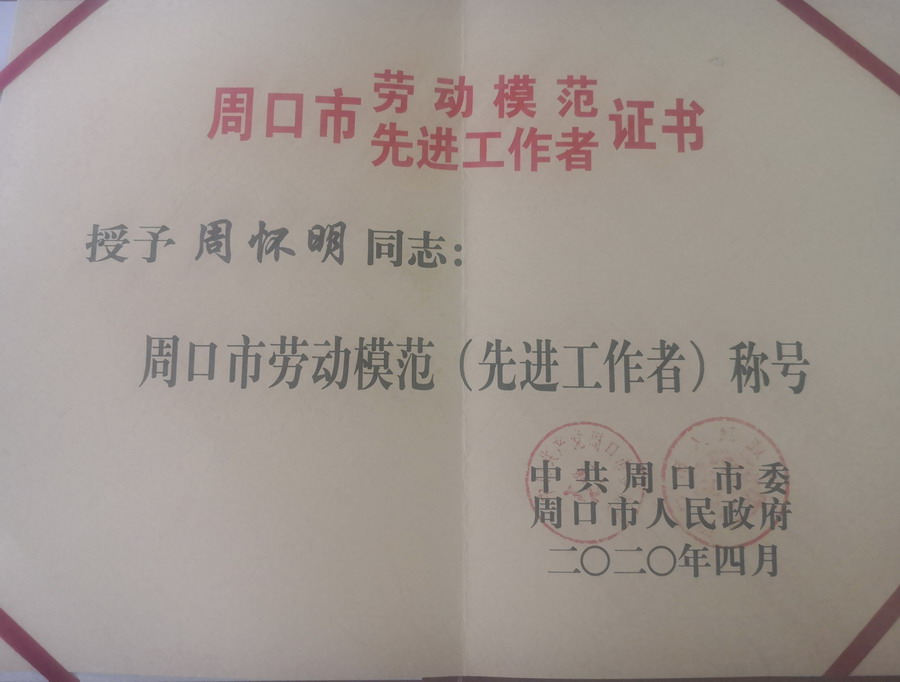 周口市劳动模范先进工作者证书
授予 周怀明 同志：
周口市劳动模范（先进工作者）称号
中共周口市委
周口市人民政府
二〇二〇年四月